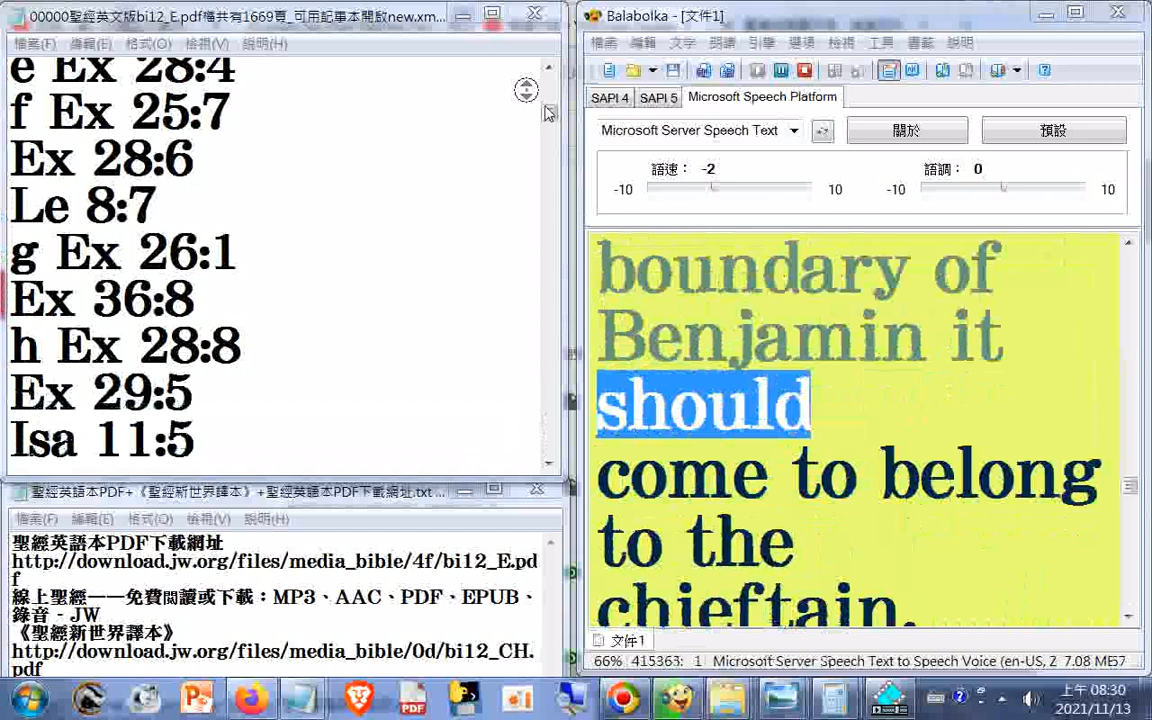 00000聖經英文版bi12_E.pdf檔共有1669頁_可用記事本開啟new.xm...
檔案(F) 編輯(E) 格式(O) 檢視(V) 說明(H)
e Ex 28:4
f Ex 25:7
Ex 28:6
Le 8:7
g Ex 26:1
Ex 36:8
h Ex 28:8
Ex 29:5
Isa 11:5
聖經英語本PDF+《聖經新世界譯本》+聖經英語本PDF下載網址.txt ...
檔案(F) 編輯(E) 格式(O) 檢視(V) 說明(H)
聖經英語本PDF下載網址
http://download.jw.org/files/media_bible/4f/bi12_E.pd
f
線上聖經——免費閱讀或下載：MP3、AAC、PDF、EPUB、
錄音 - JW
《聖經新世界譯本》
http://download.jw.org/files/media_bible/0d/bi12_CH.
pdf
Balabolka - [文件1]
檔案 編輯 文字 朗讀 引擎 選項 檢視 工具 書籤 說明
SAPI 4 SAPI 5 Microsoft Speech Platform
Microsoft Server Speech Text 關於 預設
語速： -2 語調： 0
-10 10 -10 10
boundary of
Benjamin it
should
come to belong
to the
chieftain.
文件1
66% 415363: 1 Microsoft Server Speech Text to Speech Voice (en-US, Z 7.08 ME57
上午 08:30
2021/11/13